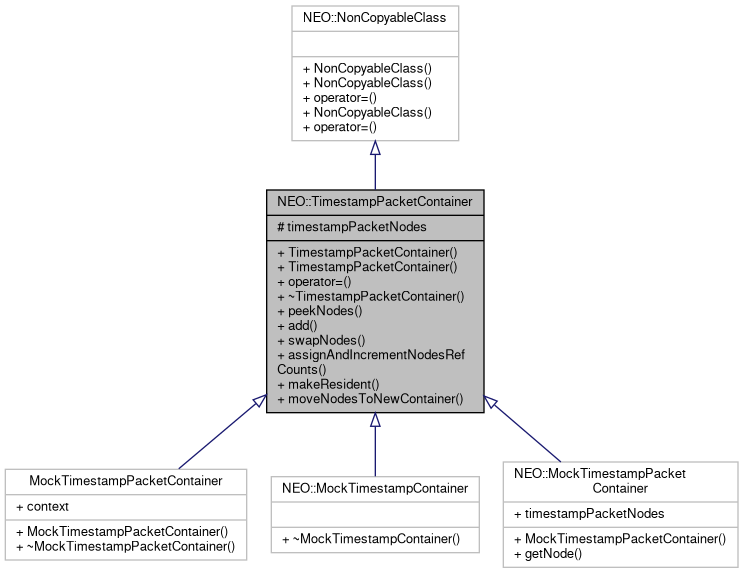 NEO::NonCopyableClass
+ NonCopyableClass()
+ NonCopyableClass()
+ operator=()
+ NonCopyableClass()
+ operator=()
NEO::TimestampPacketContainer
# timestampPacketNodes
+ TimestampPacketContainer()
+ TimestampPacketContainer()
+ operator=()
+ ~TimestampPacketContainer()
+ peekNodes()
+ add()
+ swapNodes()
+ assignAndIncrementNodesRef
Counts()
+ makeResident()
+ moveNodesToNewContainer()
MockTimestampPacketContainer
+ context
+ MockTimestampPacketContainer()
+ ~MockTimestampPacketContainer()
NEO::MockTimestampContainer
+ ~MockTimestampContainer()
NEO::MockTimestampPacket
Container
+ timestampPacketNodes
+ MockTimestampPacketContainer()
+ getNode()